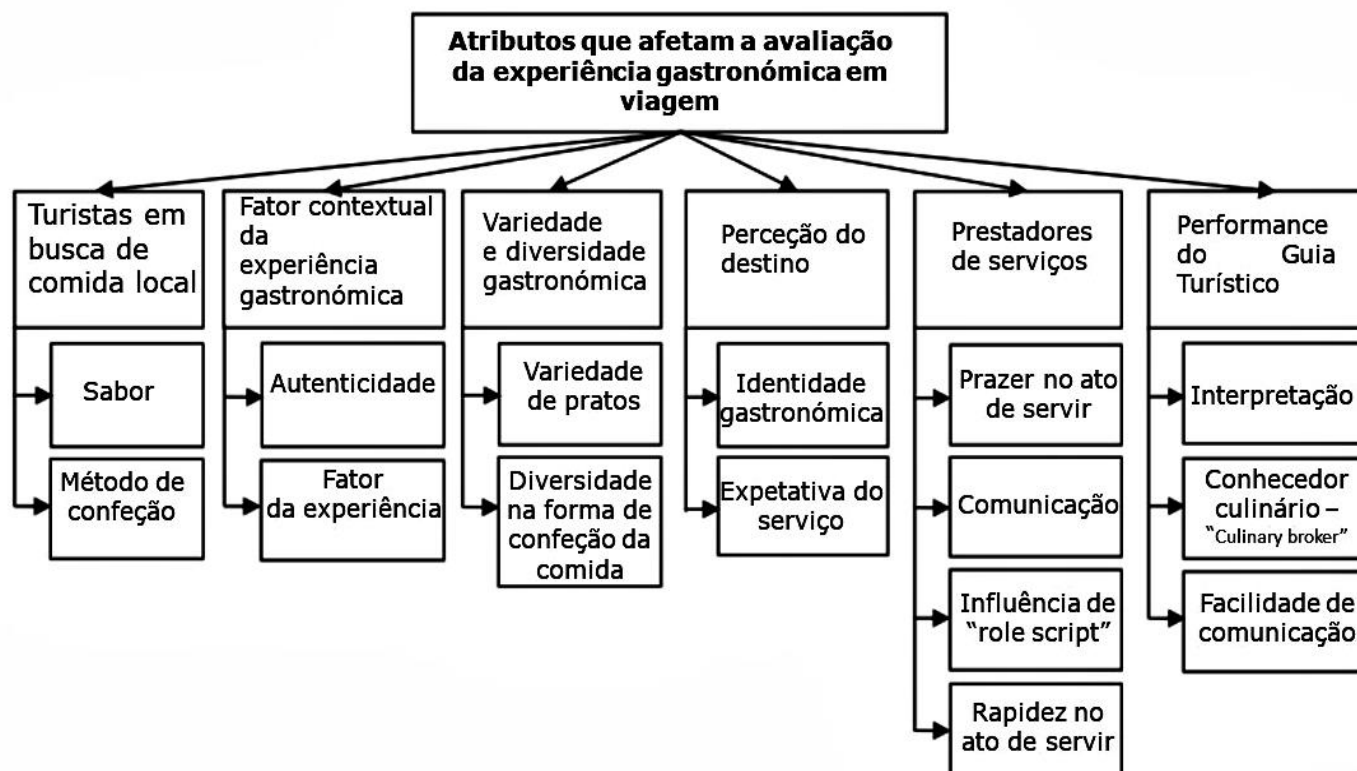 Atributos que afetam a avaliação
da experiência gastronómica em
viagem
Turistas em
busca de
comida local
Fator contextual
da
experiência
gastronómica
Variedade
e diversidade
gastronómica
Perceção do
destino
Prestadores
de serviços
Performance
do Guia
Turístico
Sabor
Método de
confeção
Autenticidade
Fator
da experiência
Variedade
de pratos
Diversidade
na forma de
confeção da
comida
Identidade
gastronómica
Expetativa do
serviço
Prazer no ato
de servir
Comunicação
Influência de
“role script”
Rapidez no
ato de servir
Interpretação
Conhecedor
culinário –
“Culinary broker”
Facilidade de
comunicação